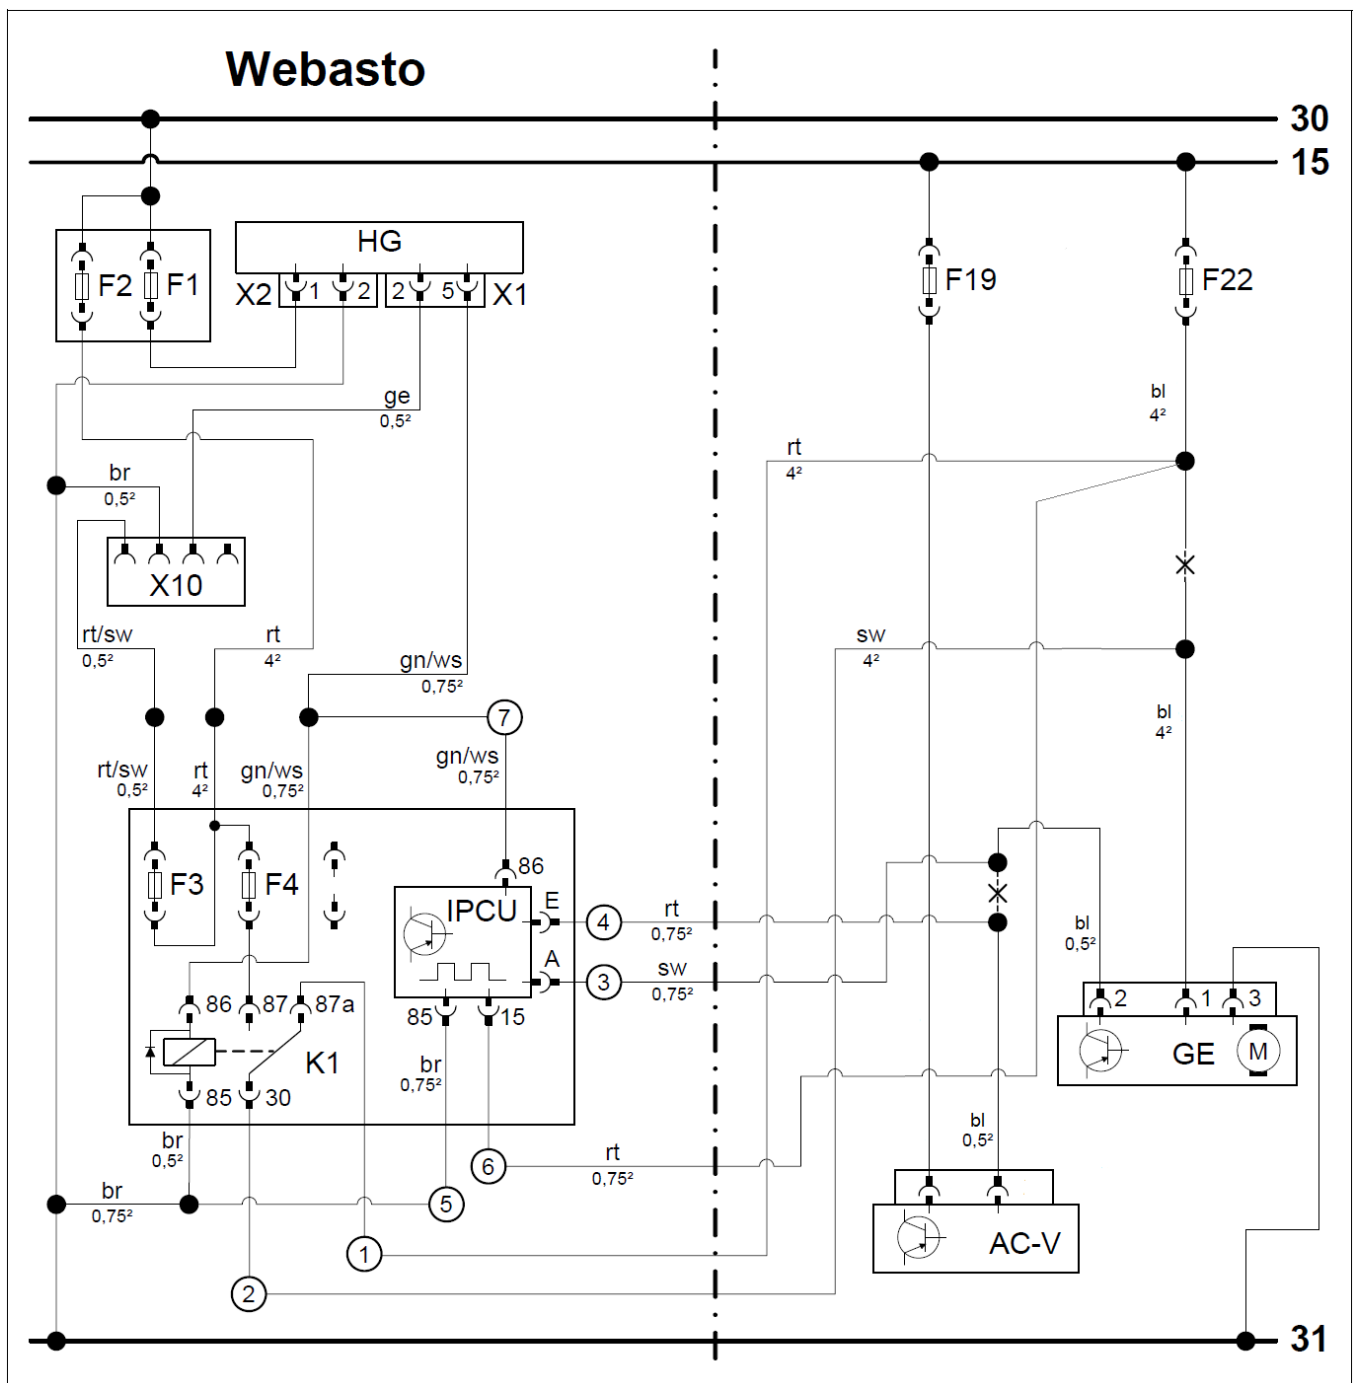 Webasto
30
15
HG
F2 F1
F19 F22
X2 1 2 2 5 X1
ge
0,5²
bl
4²
rt
4²
br
0,5²
X10
rt/sw
0,5²
rt
4²
gn/ws
0,75²
sw
4²
7
bl
4²
rt/sw
0,5²
rt
4²
gn/ws
0,75²
gn/ws
0,75²
86
F3 F4
IPCU
E
4
rt
0,75²
bl
0,5²
A
3
sw
0,75²
86 87 87a
85 15
2 1 3
K1
GE M
br
0,75²
85 30
br
0,5²
bl
0,5²
6
rt
0,75²
br
0,75²
5
1
AC-V
2
31